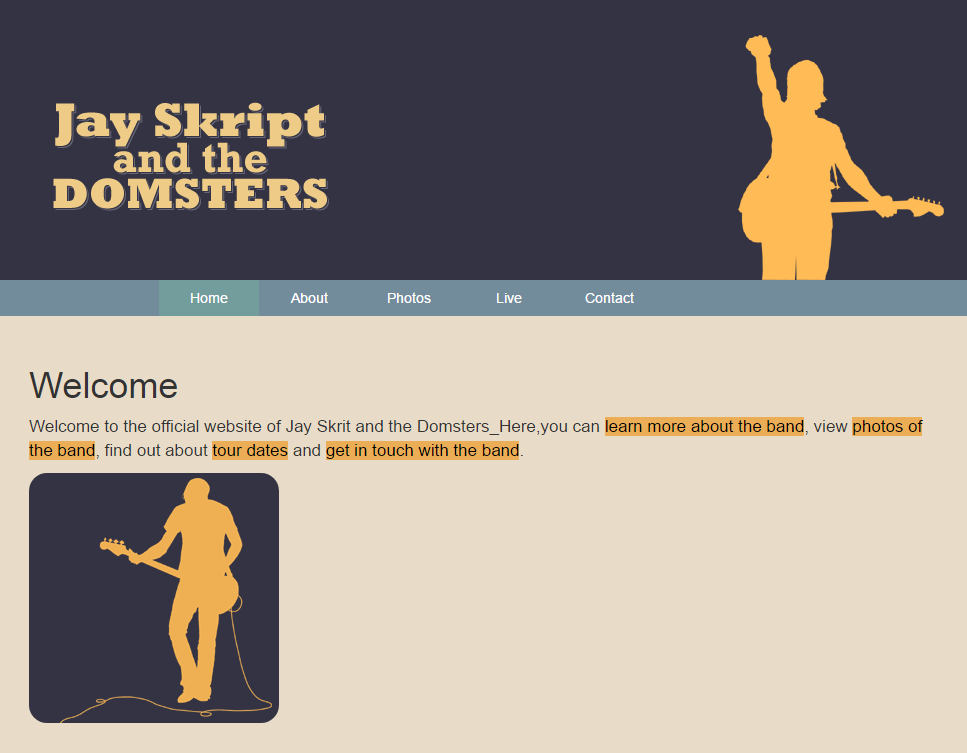 Jay Skript
and the
DOMSTERS
Home About Photos Live Contact
Welcome
Welcome to the official website of Jay Skrit and the Domsters_Here,you can learn more about the band, view photos of
the band, find out about tour dates and get in touch with the band.